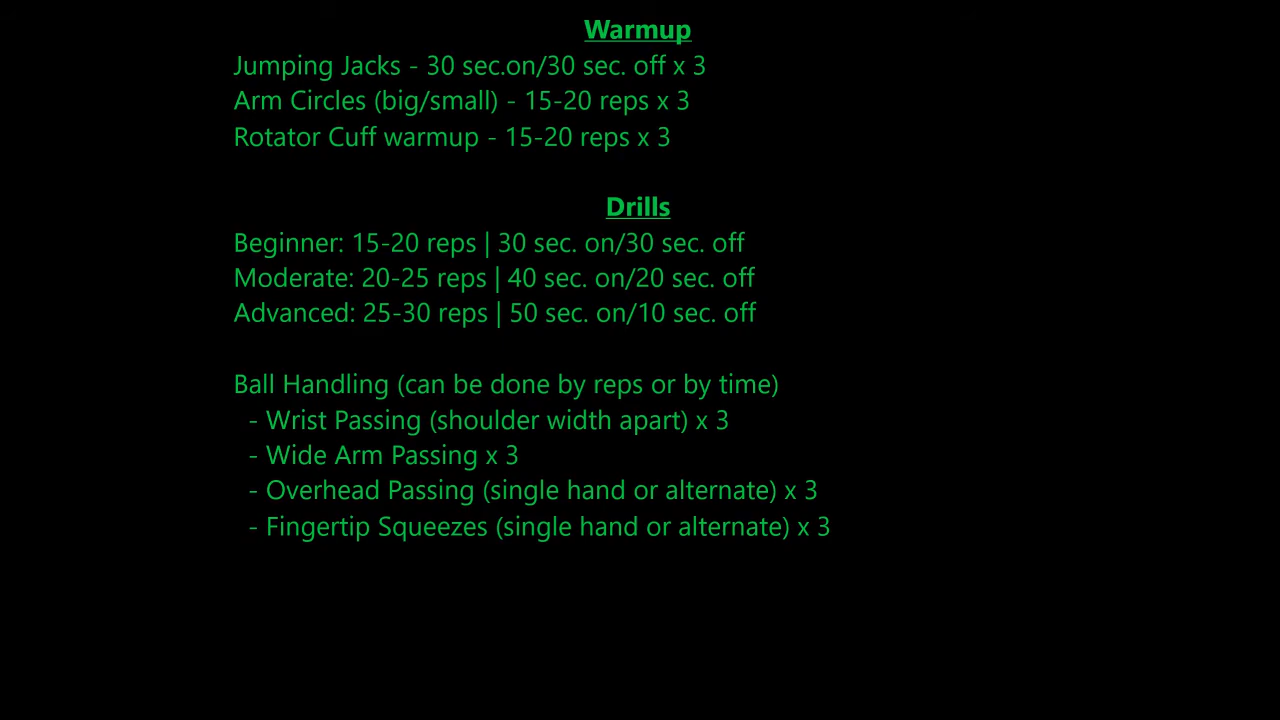 Warmup
Jumping Jacks - 30 sec.on/30 sec. off x 3
Arm Circles (big/small) - 15-20 reps x 3
Rotator Cuff warmup - 15-20 reps x 3
Drills
Beginner: 15-20 reps | 30 sec. on/30 sec. off
Moderate: 20-25 reps | 40 sec. on/20 sec. off
Advanced: 25-30 reps | 50 sec. on/10 sec. off
Ball Handling (can be done by reps or by time)
- Wrist Passing (shoulder width apart) x 3
- Wide Arm Passing x 3
- Overhead Passing (single hand or alternate) x 3
- Fingertip Squeezes (single hand or alternate) x 3